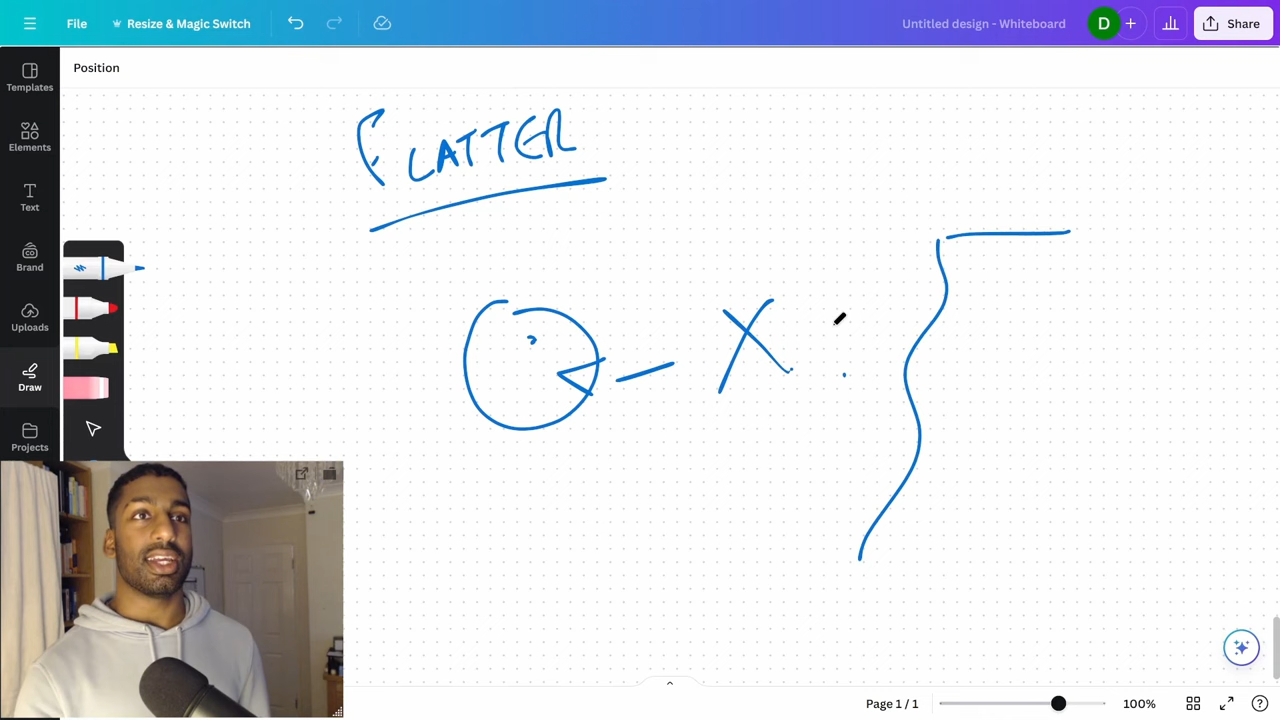 File
Resize & Magic Switch
Untitled design - Whiteboard
D
+
Share
Templates
Elements
Text
Brand
Uploads
Draw
Projects
Position
FLATTER
X
Page 1 / 1
100%
?